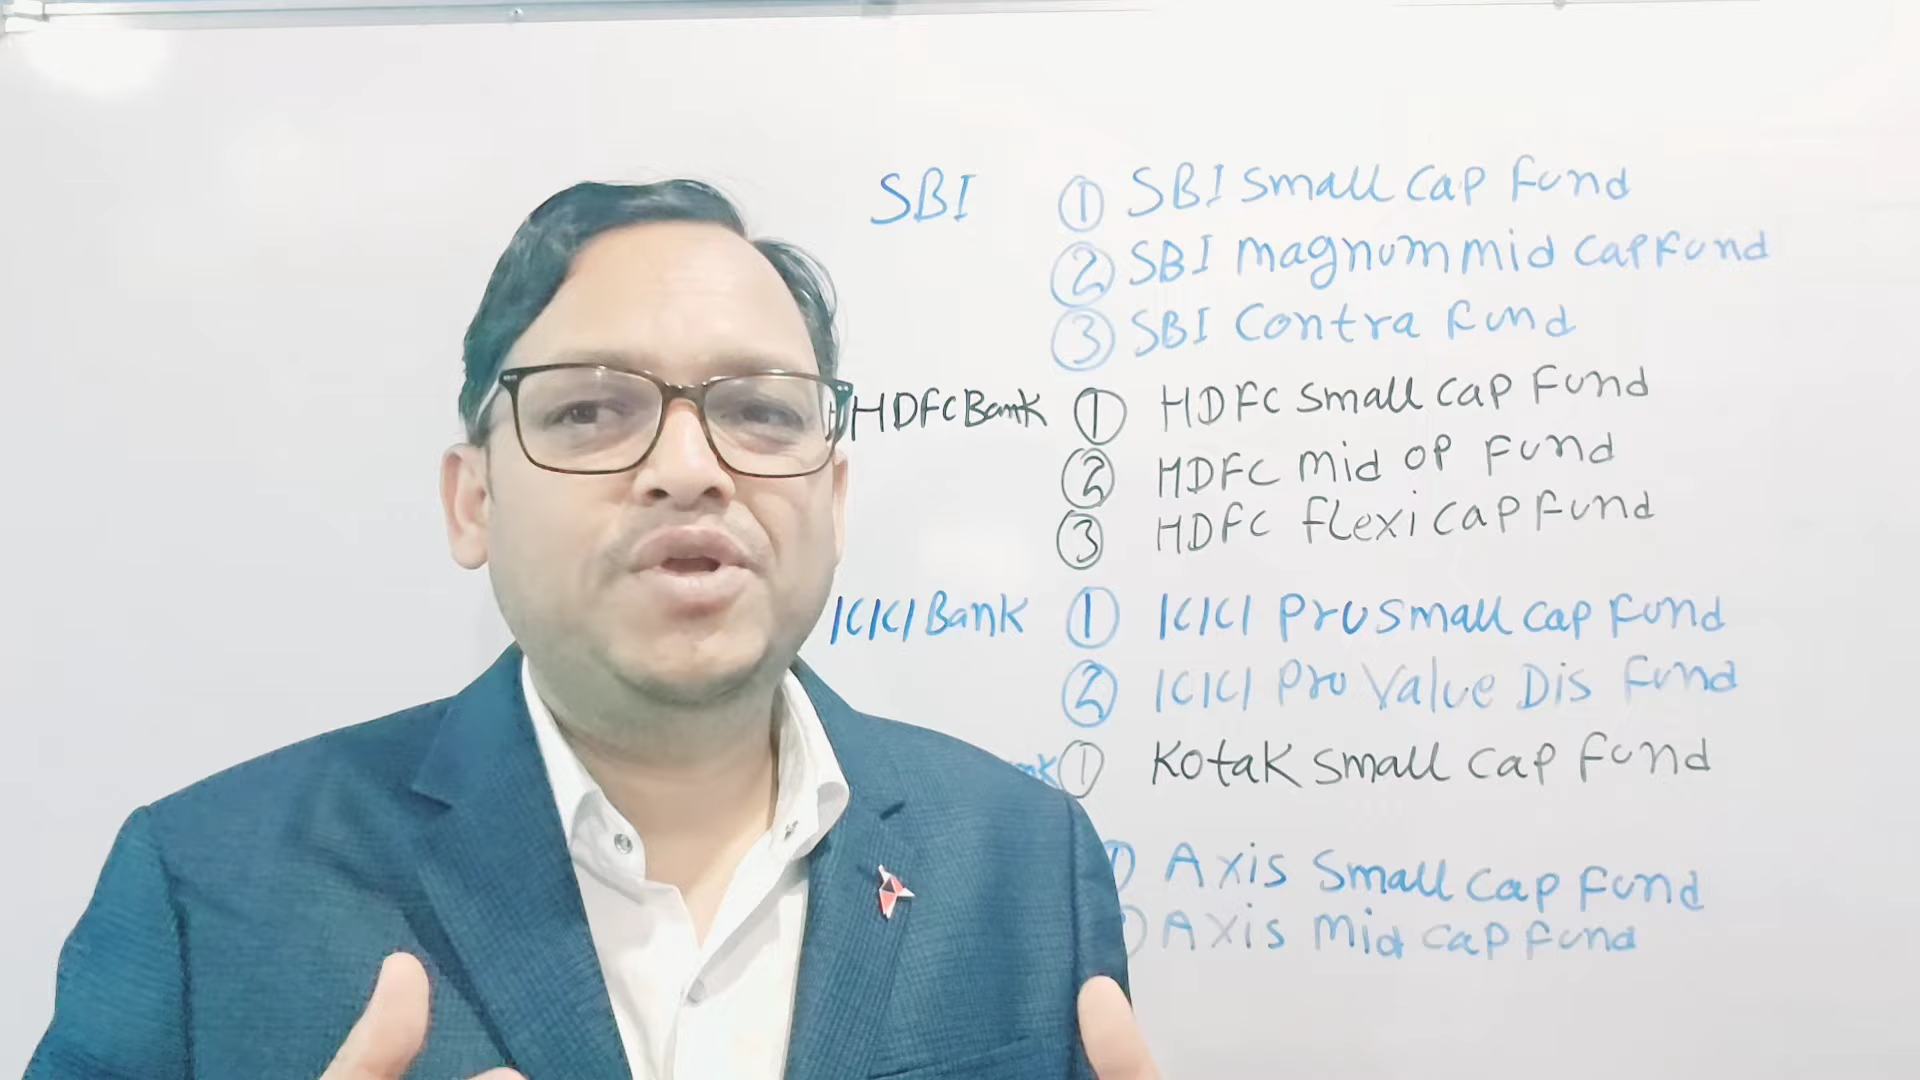 SBI ① SBI Small Cap Fund
② SBI Magnum Mid Cap Fund
③ SBI Contra Fund
HDFC Bank ① HDFC Small Cap Fund
② HDFC Mid OP Fund
③ HDFC Flexi Cap Fund
ICICI Bank ① ICICI Pru Small Cap Fund
② ICICI Pru Value Dis Fund
① Kotak Small Cap Fund
Axis Small Cap Fund
Axis Mid Cap Fund